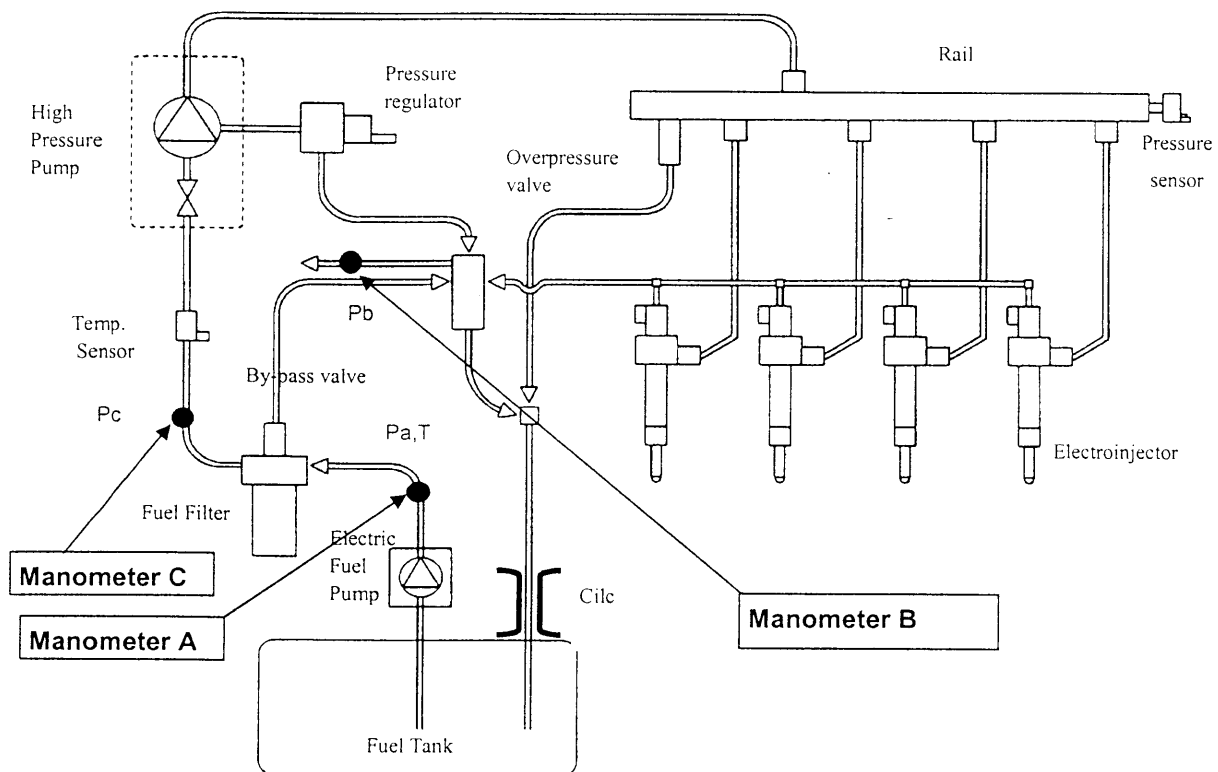 Rail
Pressure
regulator
High
Pressure
Pump
Overpressure
valve
Pressure
sensor
Pb
Temp.
Sensor
By-pass valve
Pc
Pa,T
Electroinjector
Fuel Filter
Electric
Fuel
Pump
Manometer C
Cilc
Manometer B
Manometer A
Fuel Tank